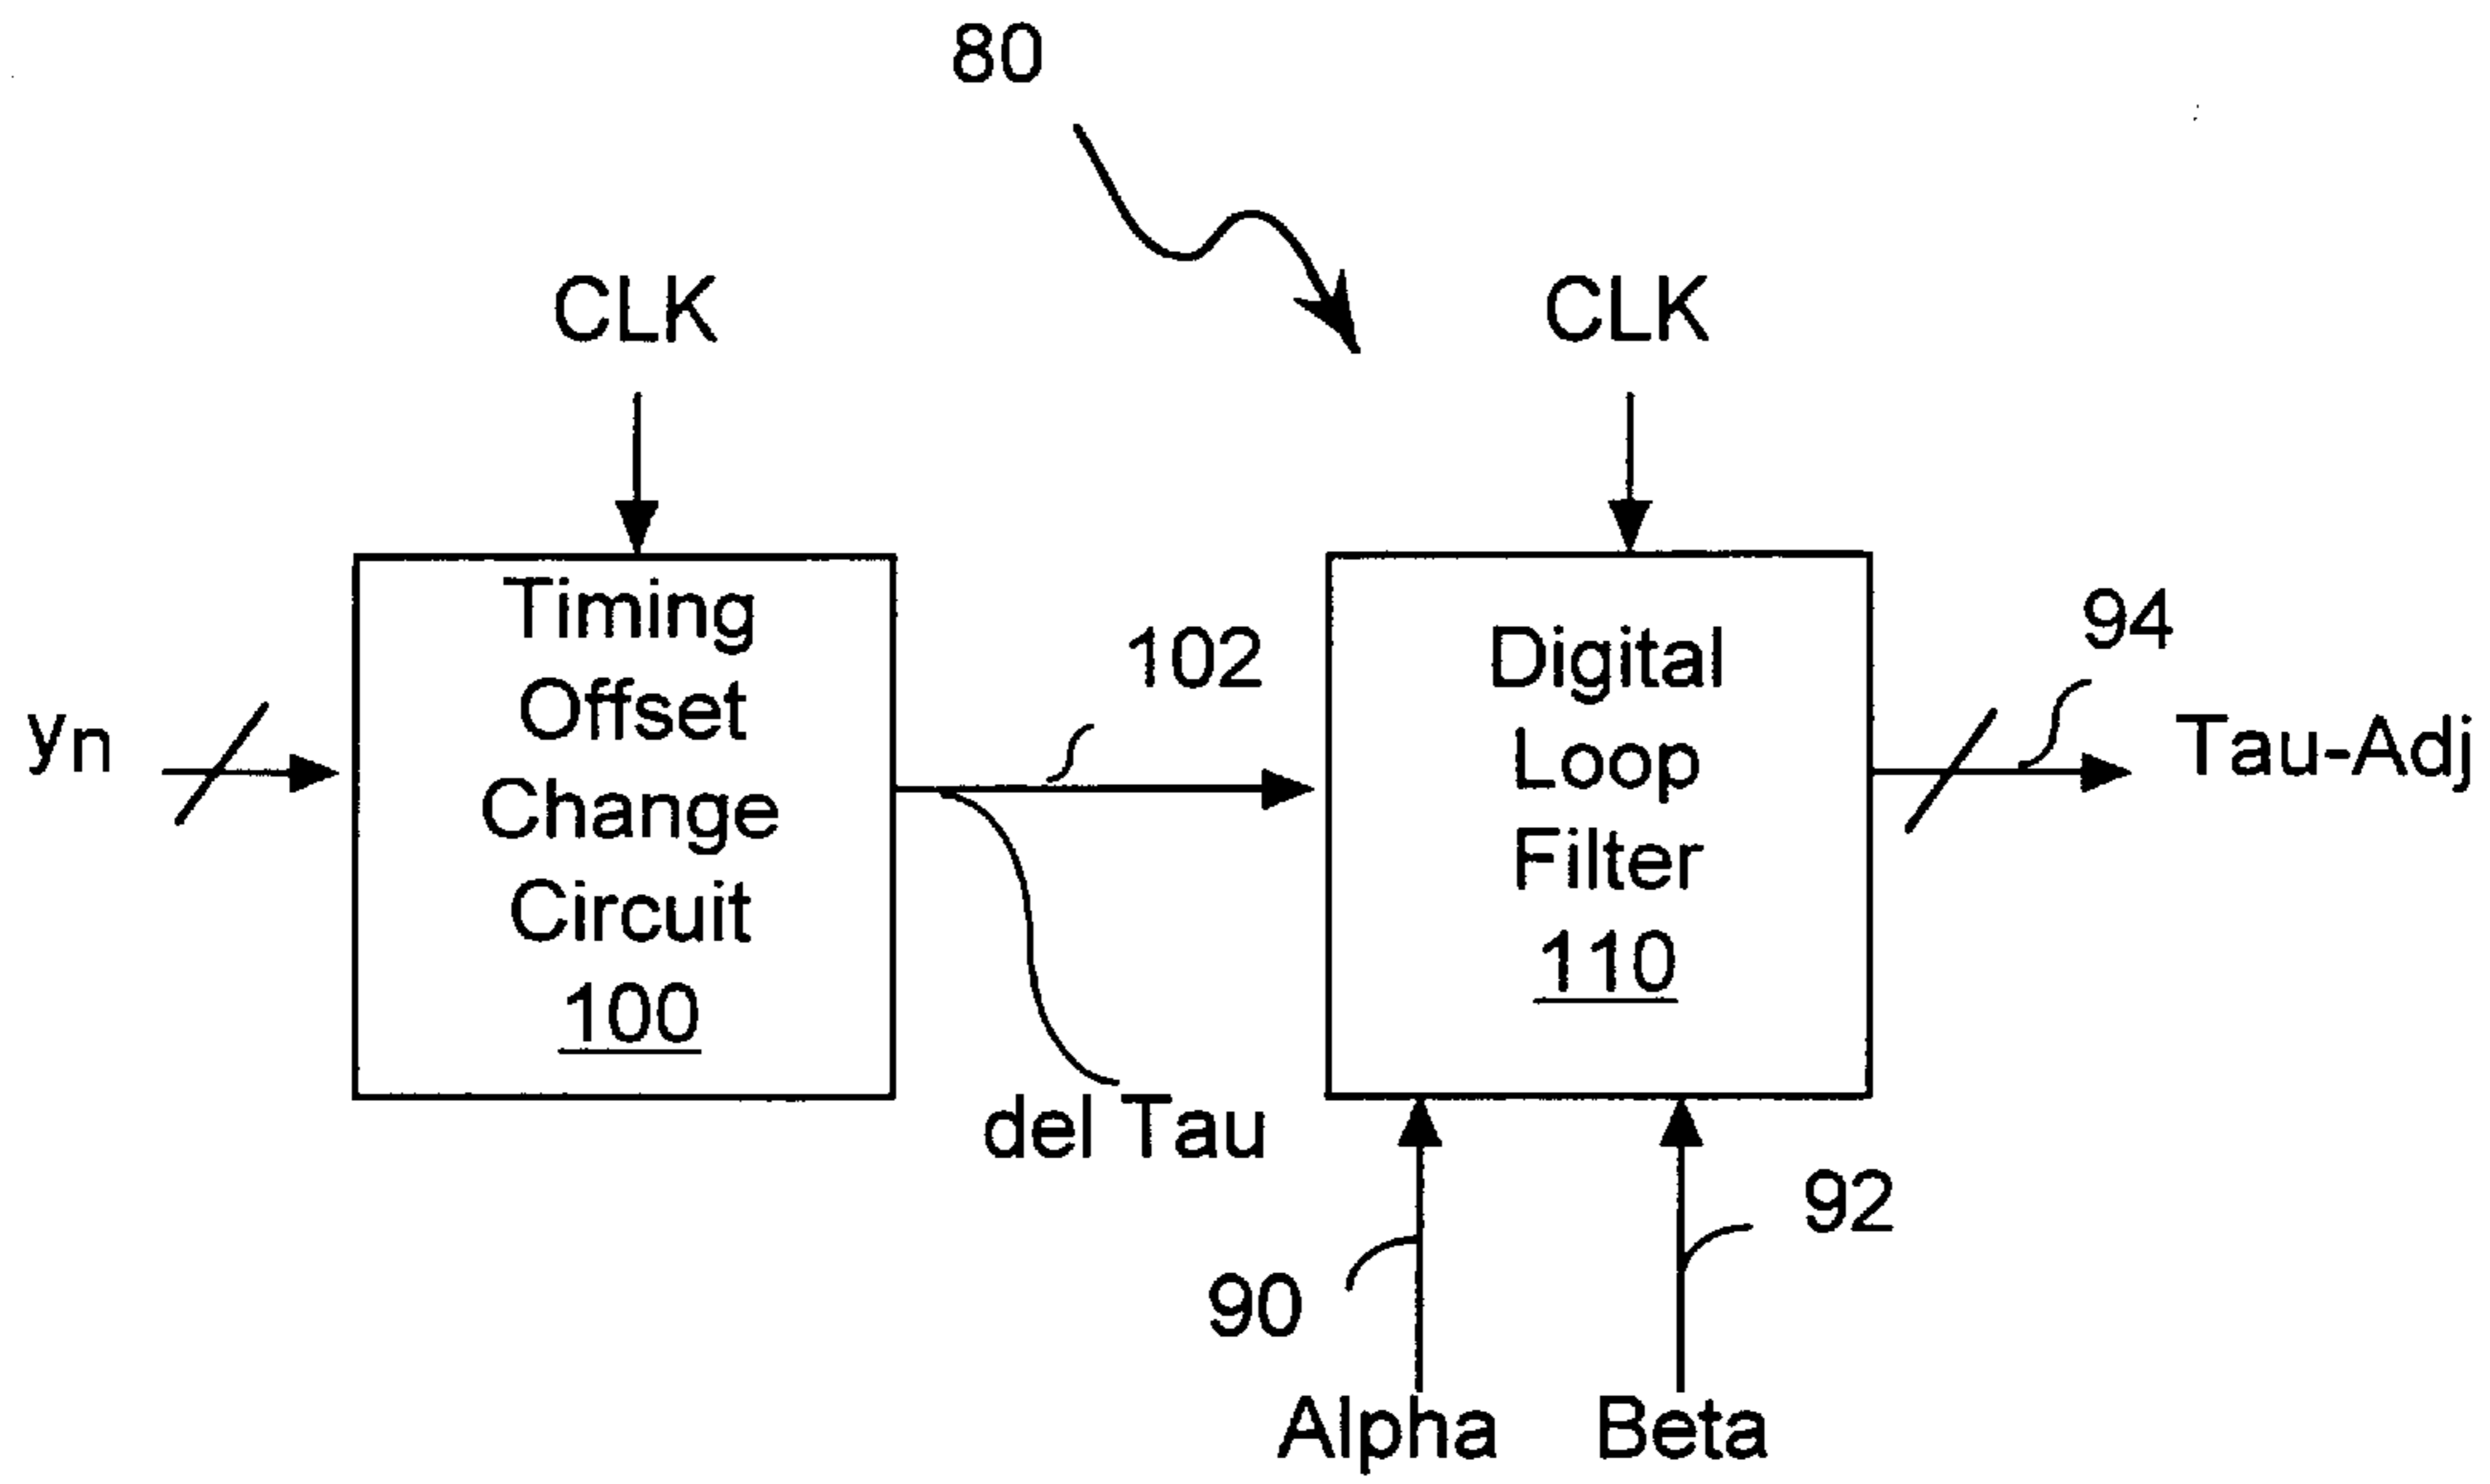 80
CLK
CLK
Timing
Offset
Change
Circuit
100
yn
102
del Tau
Digital
Loop
Filter
110
94
Tau-Adj
90
92
Alpha
Beta